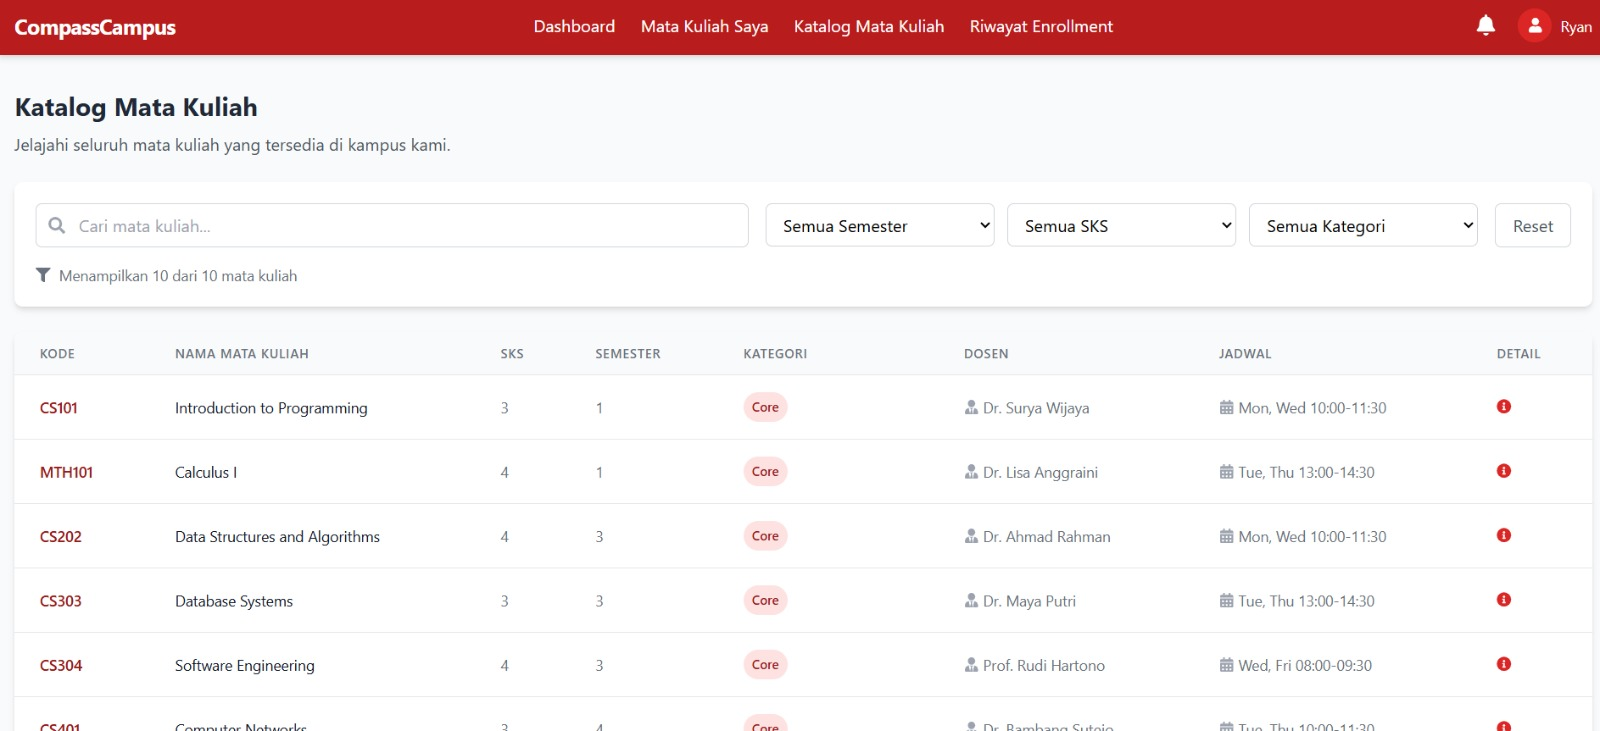 CompassCampus Dashboard Mata Kuliah Saya Katalog Mata Kuliah Riwayat Enrollment Ryan
Katalog Mata Kuliah
Jelajahi seluruh mata kuliah yang tersedia di kampus kami.
Cari mata kuliah... Semua Semester Semua SKS Semua Kategori Reset
Menampilkan 10 dari 10 mata kuliah
KODE NAMA MATA KULIAH SKS SEMESTER KATEGORI DOSEN JADWAL DETAIL
CS101 Introduction to Programming 3 1 Core Dr. Surya Wijaya Mon, Wed 10:00-11:30
MTH101 Calculus I 4 1 Core Dr. Lisa Anggraini Tue, Thu 13:00-14:30
CS202 Data Structures and Algorithms 4 3 Core Dr. Ahmad Rahman Mon, Wed 10:00-11:30
CS303 Database Systems 3 3 Core Dr. Maya Putri Tue, Thu 13:00-14:30
CS304 Software Engineering 4 3 Core Prof. Rudi Hartono Wed, Fri 08:00-09:30
CS401 Computer Networks 3 4 Core Dr. Bambang Sutejo Tue, Thu 10:00-11:30